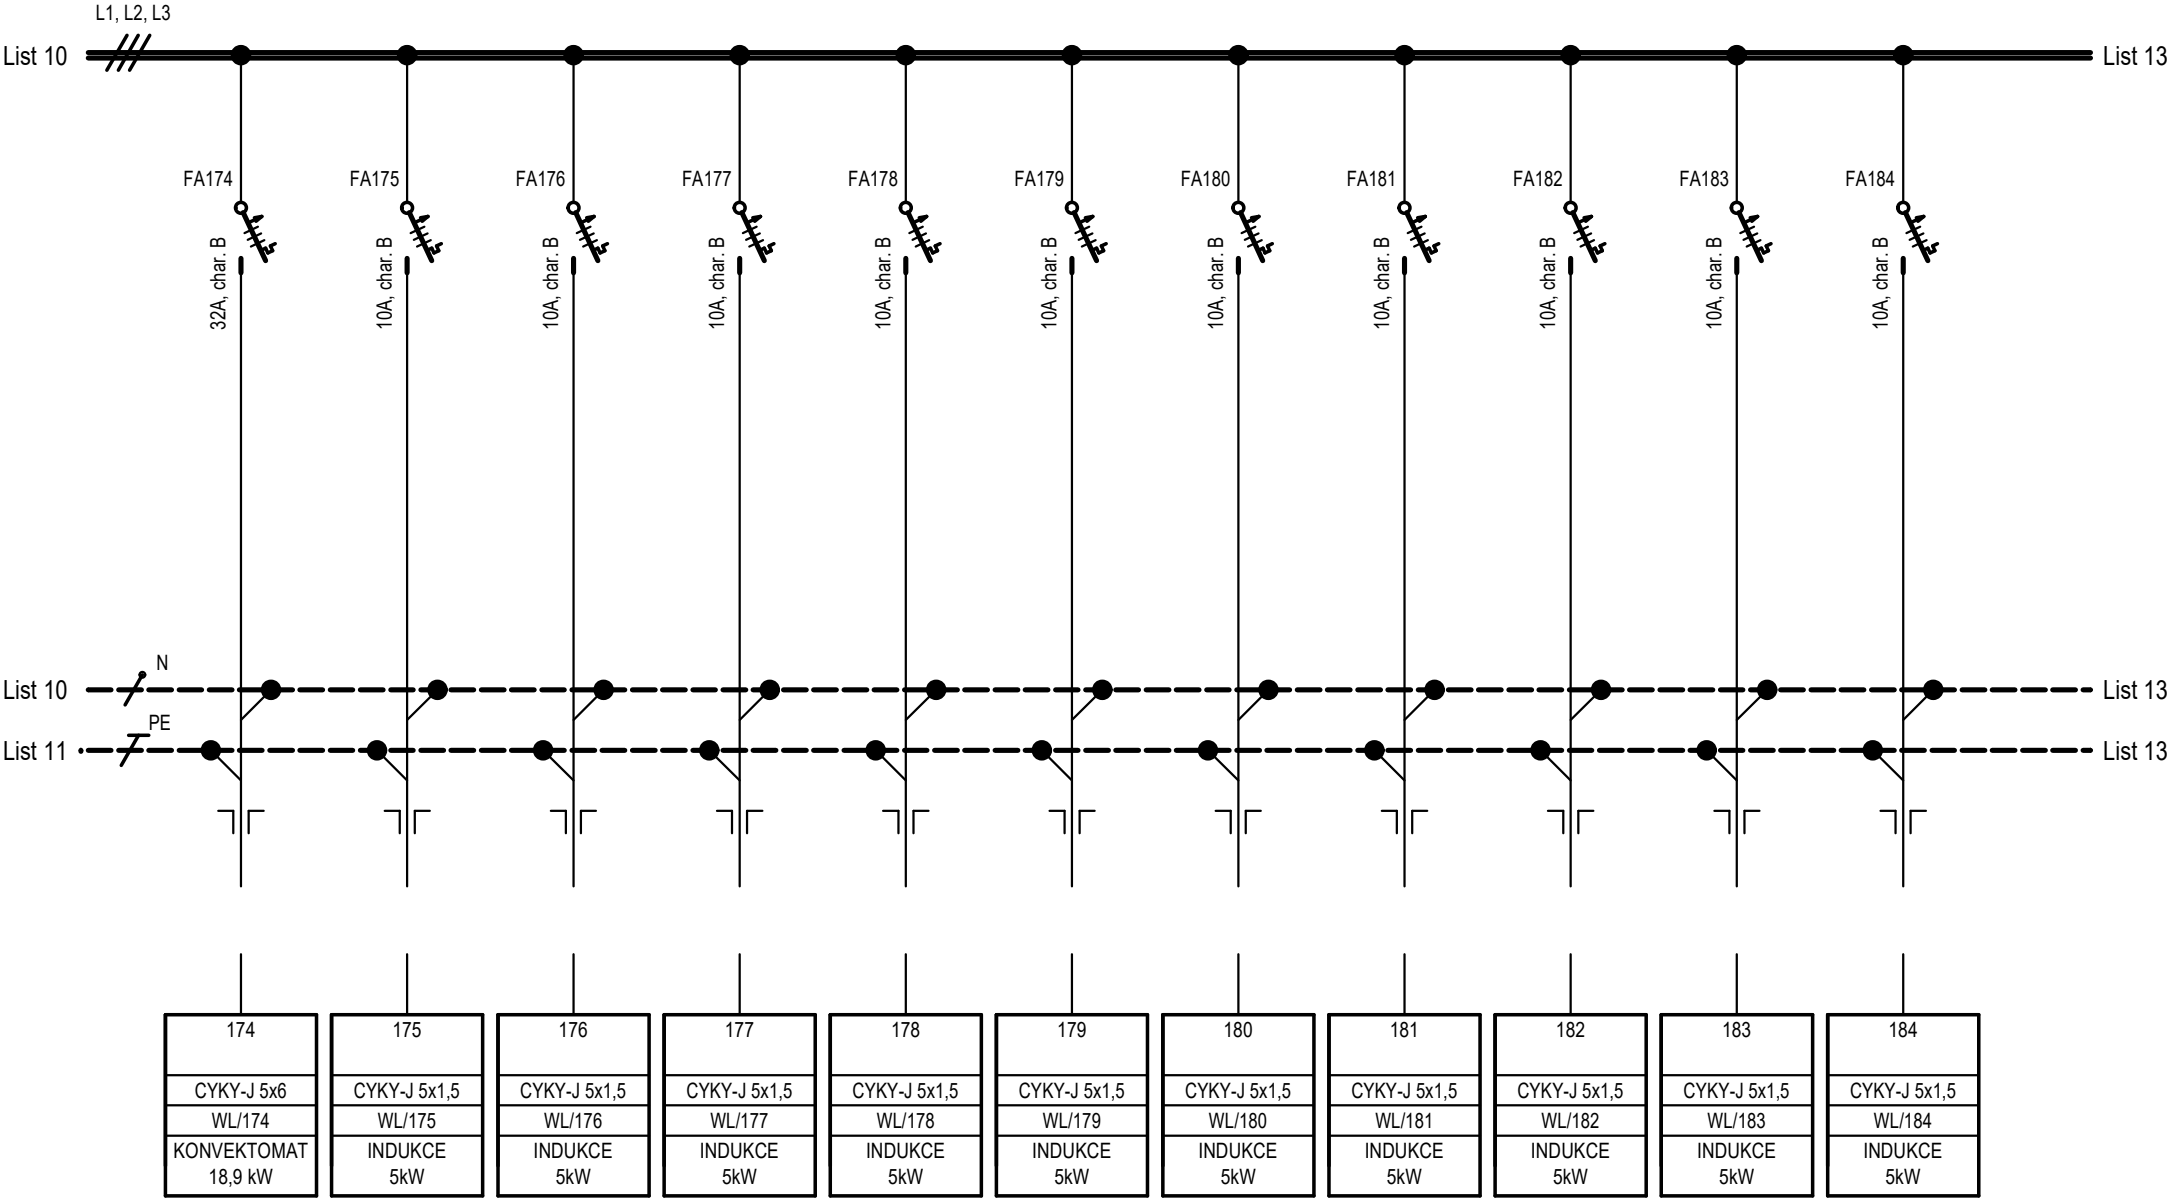 L1, L2, L3
List 10
List 13
FA174
FA175
FA176
FA177
FA178
FA179
FA180
FA181
FA182
FA183
FA184
32A, char. B
10A, char. B
10A, char. B
10A, char. B
10A, char. B
10A, char. B
10A, char. B
10A, char. B
10A, char. B
10A, char. B
10A, char. B
N
List 10
List 13
PE
List 11
List 13
174
CYKY-J 5x6
WL/174
KONVEKTOMAT
18,9 kW
175
CYKY-J 5x1,5
WL/175
INDUKCE
5kW
176
CYKY-J 5x1,5
WL/176
INDUKCE
5kW
177
CYKY-J 5x1,5
WL/177
INDUKCE
5kW
178
CYKY-J 5x1,5
WL/178
INDUKCE
5kW
179
CYKY-J 5x1,5
WL/179
INDUKCE
5kW
180
CYKY-J 5x1,5
WL/180
INDUKCE
5kW
181
CYKY-J 5x1,5
WL/181
INDUKCE
5kW
182
CYKY-J 5x1,5
WL/182
INDUKCE
5kW
183
CYKY-J 5x1,5
WL/183
INDUKCE
5kW
184
CYKY-J 5x1,5
WL/184
INDUKCE
5kW